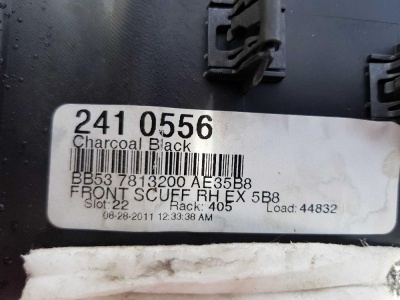 241 0556
Charcoal Black
BB53 7813200 AE35B8
FRONT SCUFF RH EX 5B8
Slot: 22 Rack: 405 Load: 44832
08-28-2011 12:33:38 AM